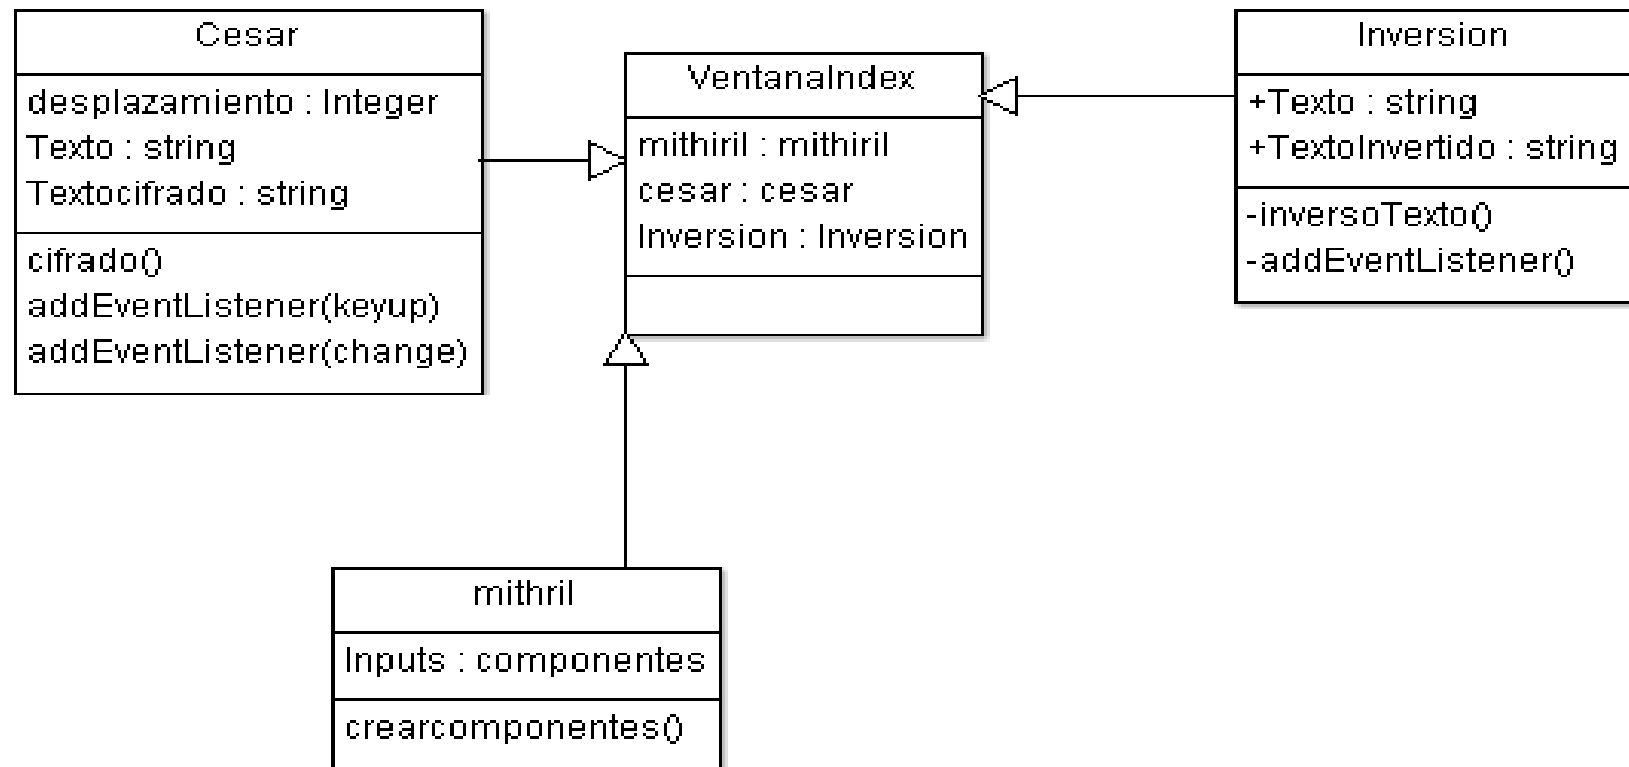 Cesar
desplazamiento : Integer
Texto : string
Textocifrado : string
cifrado()
addEventListener(keyup)
addEventListener(change)
VentanaIndex
mithiril : mithiril
cesar : cesar
Inversion : Inversion
Inversion
+Texto : string
+TextoInvertido : string
-inversoTexto()
-addEventListener()
mithril
Inputs : componentes
crearcomponentes()